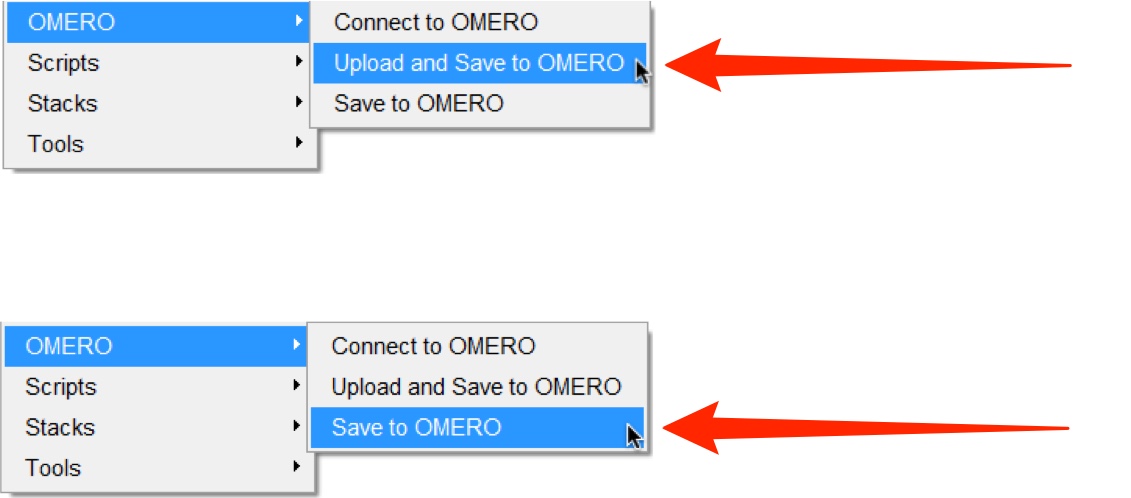 OMERO
Connect to OMERO
Scripts
Upload and Save to OMERO
Stacks
Save to OMERO
Tools
OMERO
Connect to OMERO
Scripts
Upload and Save to OMERO
Stacks
Save to OMERO
Tools